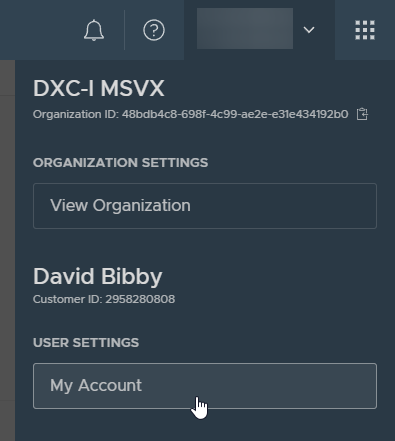 DXC-I MSVX
Organization ID: 48bdb4c8-698f-4c99-ae2e-e31e434192b0
ORGANIZATION SETTINGS
View Organization
David Bibby
Customer ID: 2958280808
USER SETTINGS
My Account